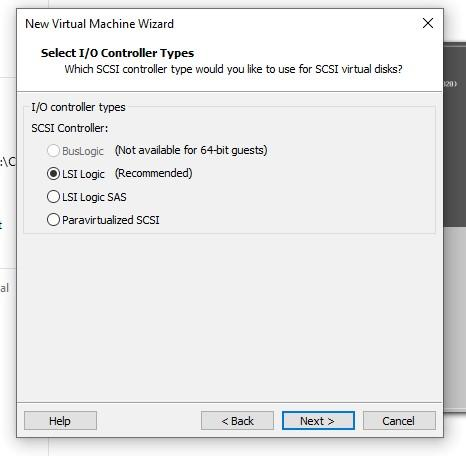 New Virtual Machine Wizard
Select I/O Controller Types
Which SCSI controller type would you like to use for SCSI virtual disks?
I/O controller types
SCSI Controller:
BusLogic (Not available for 64-bit guests)
LSI Logic (Recommended)
LSI Logic SAS
Paravirtualized SCSI
Help
< Back
Next >
Cancel
:\C
t
al